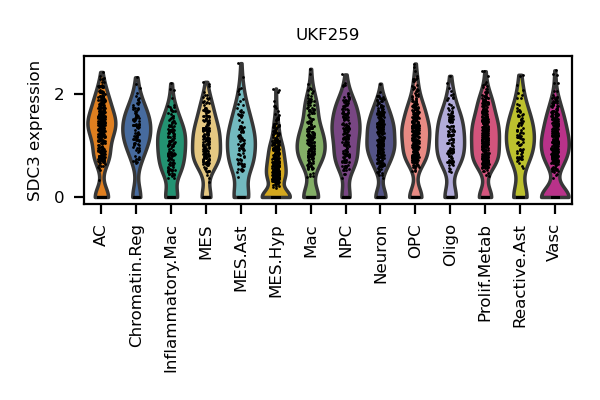 UKF259
SDC3 expression
2
0
AC
Chromatin.Reg
Inflammatory.Mac
MES
MES.Ast
MES.Hyp
Mac
NPC
Neuron
OPC
Oligo
Prolif.Metab
Reactive.Ast
Vasc